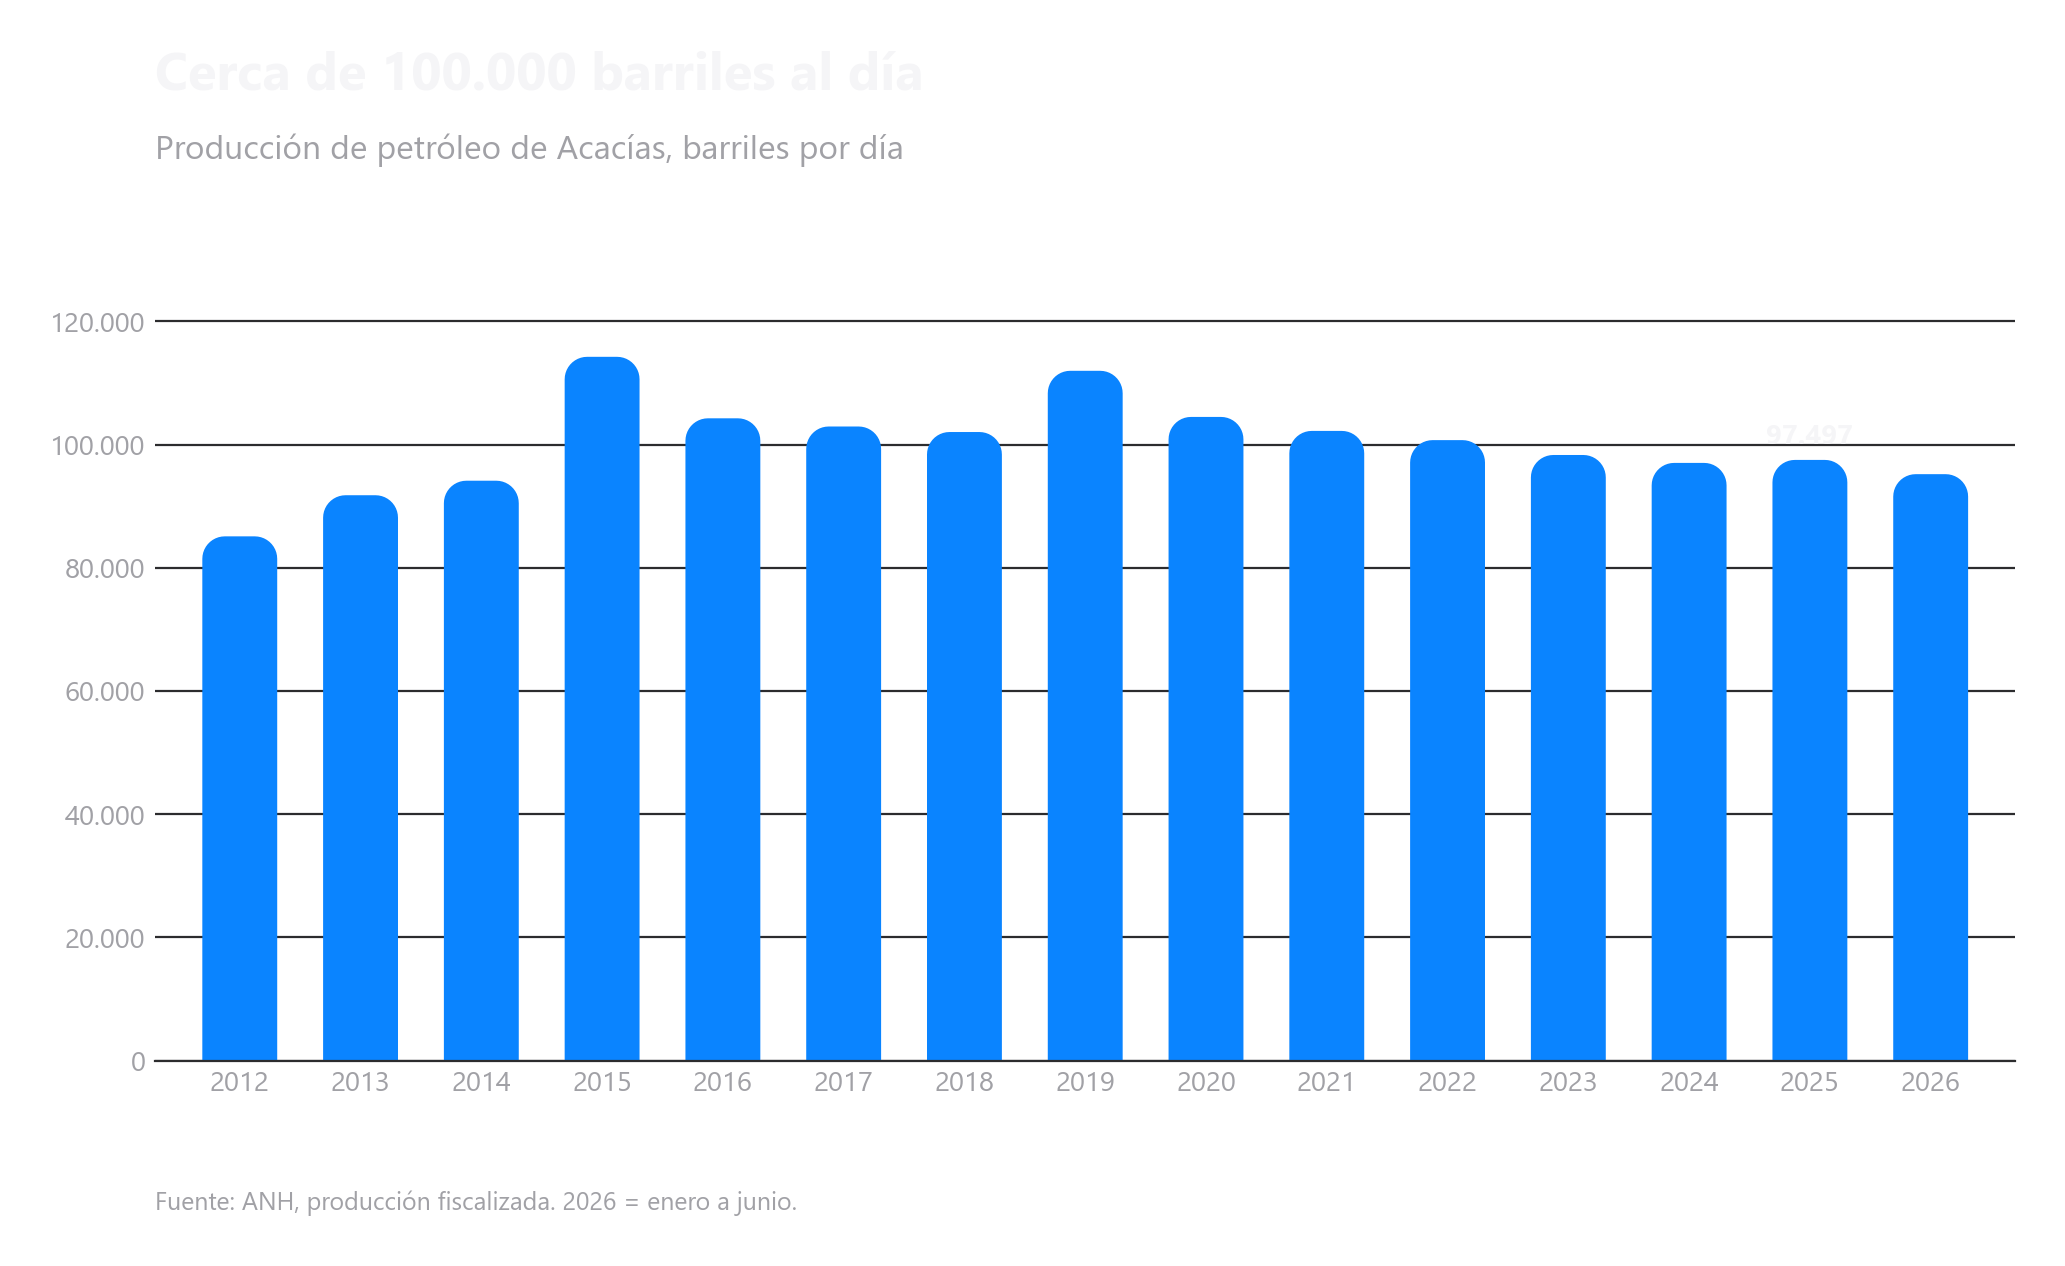 Cerca de 100.000 barriles al día
Producción de petróleo de Acacías, barriles por día
120.000
100.000
97.497
80.000
60.000
40.000
20.000
0
2012 2013 2014 2015 2016 2017 2018 2019 2020 2021 2022 2023 2024 2025 2026
Fuente: ANH, producción fiscalizada. 2026 = enero a junio.